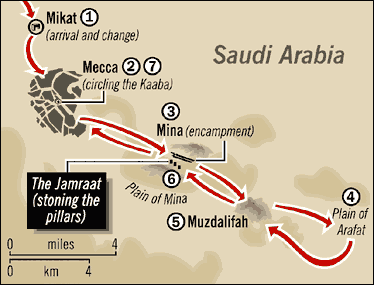 Mikat 1
(arrival and change)
Saudi Arabia
Mecca 2 7
(circling the Kaaba)
3
Mina (encampment)
The Jamraat
(stoning the
pillars)
6
Plain of Mina
5 Muzdalifah
4
Plain of
Arafat
0 miles 4
0 km 4